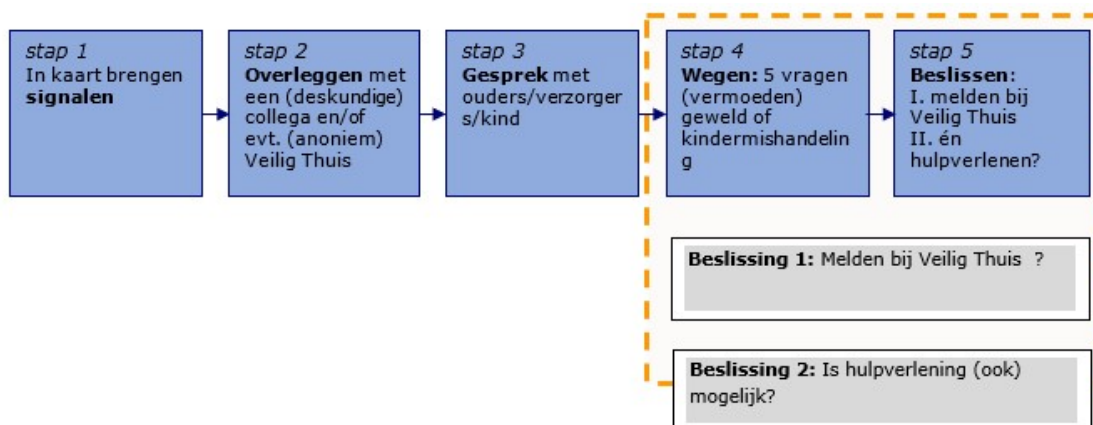 stap 1
In kaart brengen
signalen
stap 2
Overleggen met
een (deskundige)
collega en/of
evt. (anoniem)
Veilig Thuis
stap 3
Gesprek met
ouders/verzorger
s/kind
stap 4
Wegen: 5 vragen
(vermoeden)
geweld of
kindermishandelin
g
stap 5
Beslissen:
I. melden bij
Veilig Thuis
II. én
hulpverlenen?
Beslissing 1: Melden bij Veilig Thuis ?
Beslissing 2: Is hulpverlening (ook)
mogelijk?